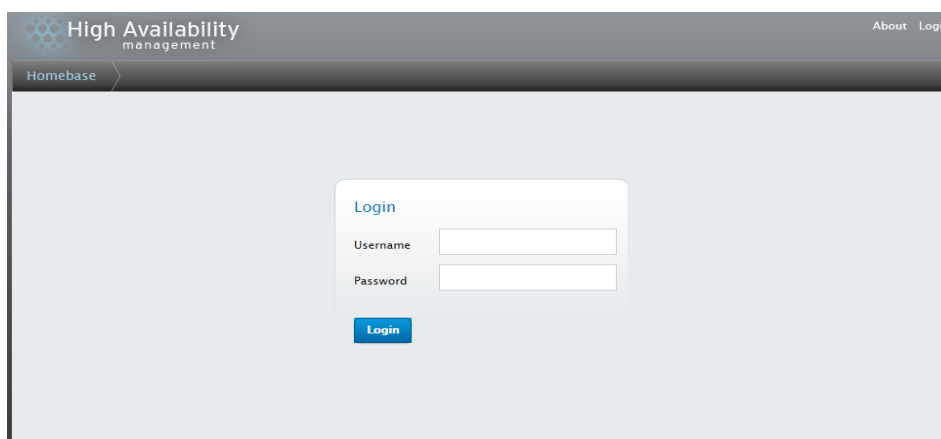 High Availability
management
About
Homebase
Login
Username
Password
Login